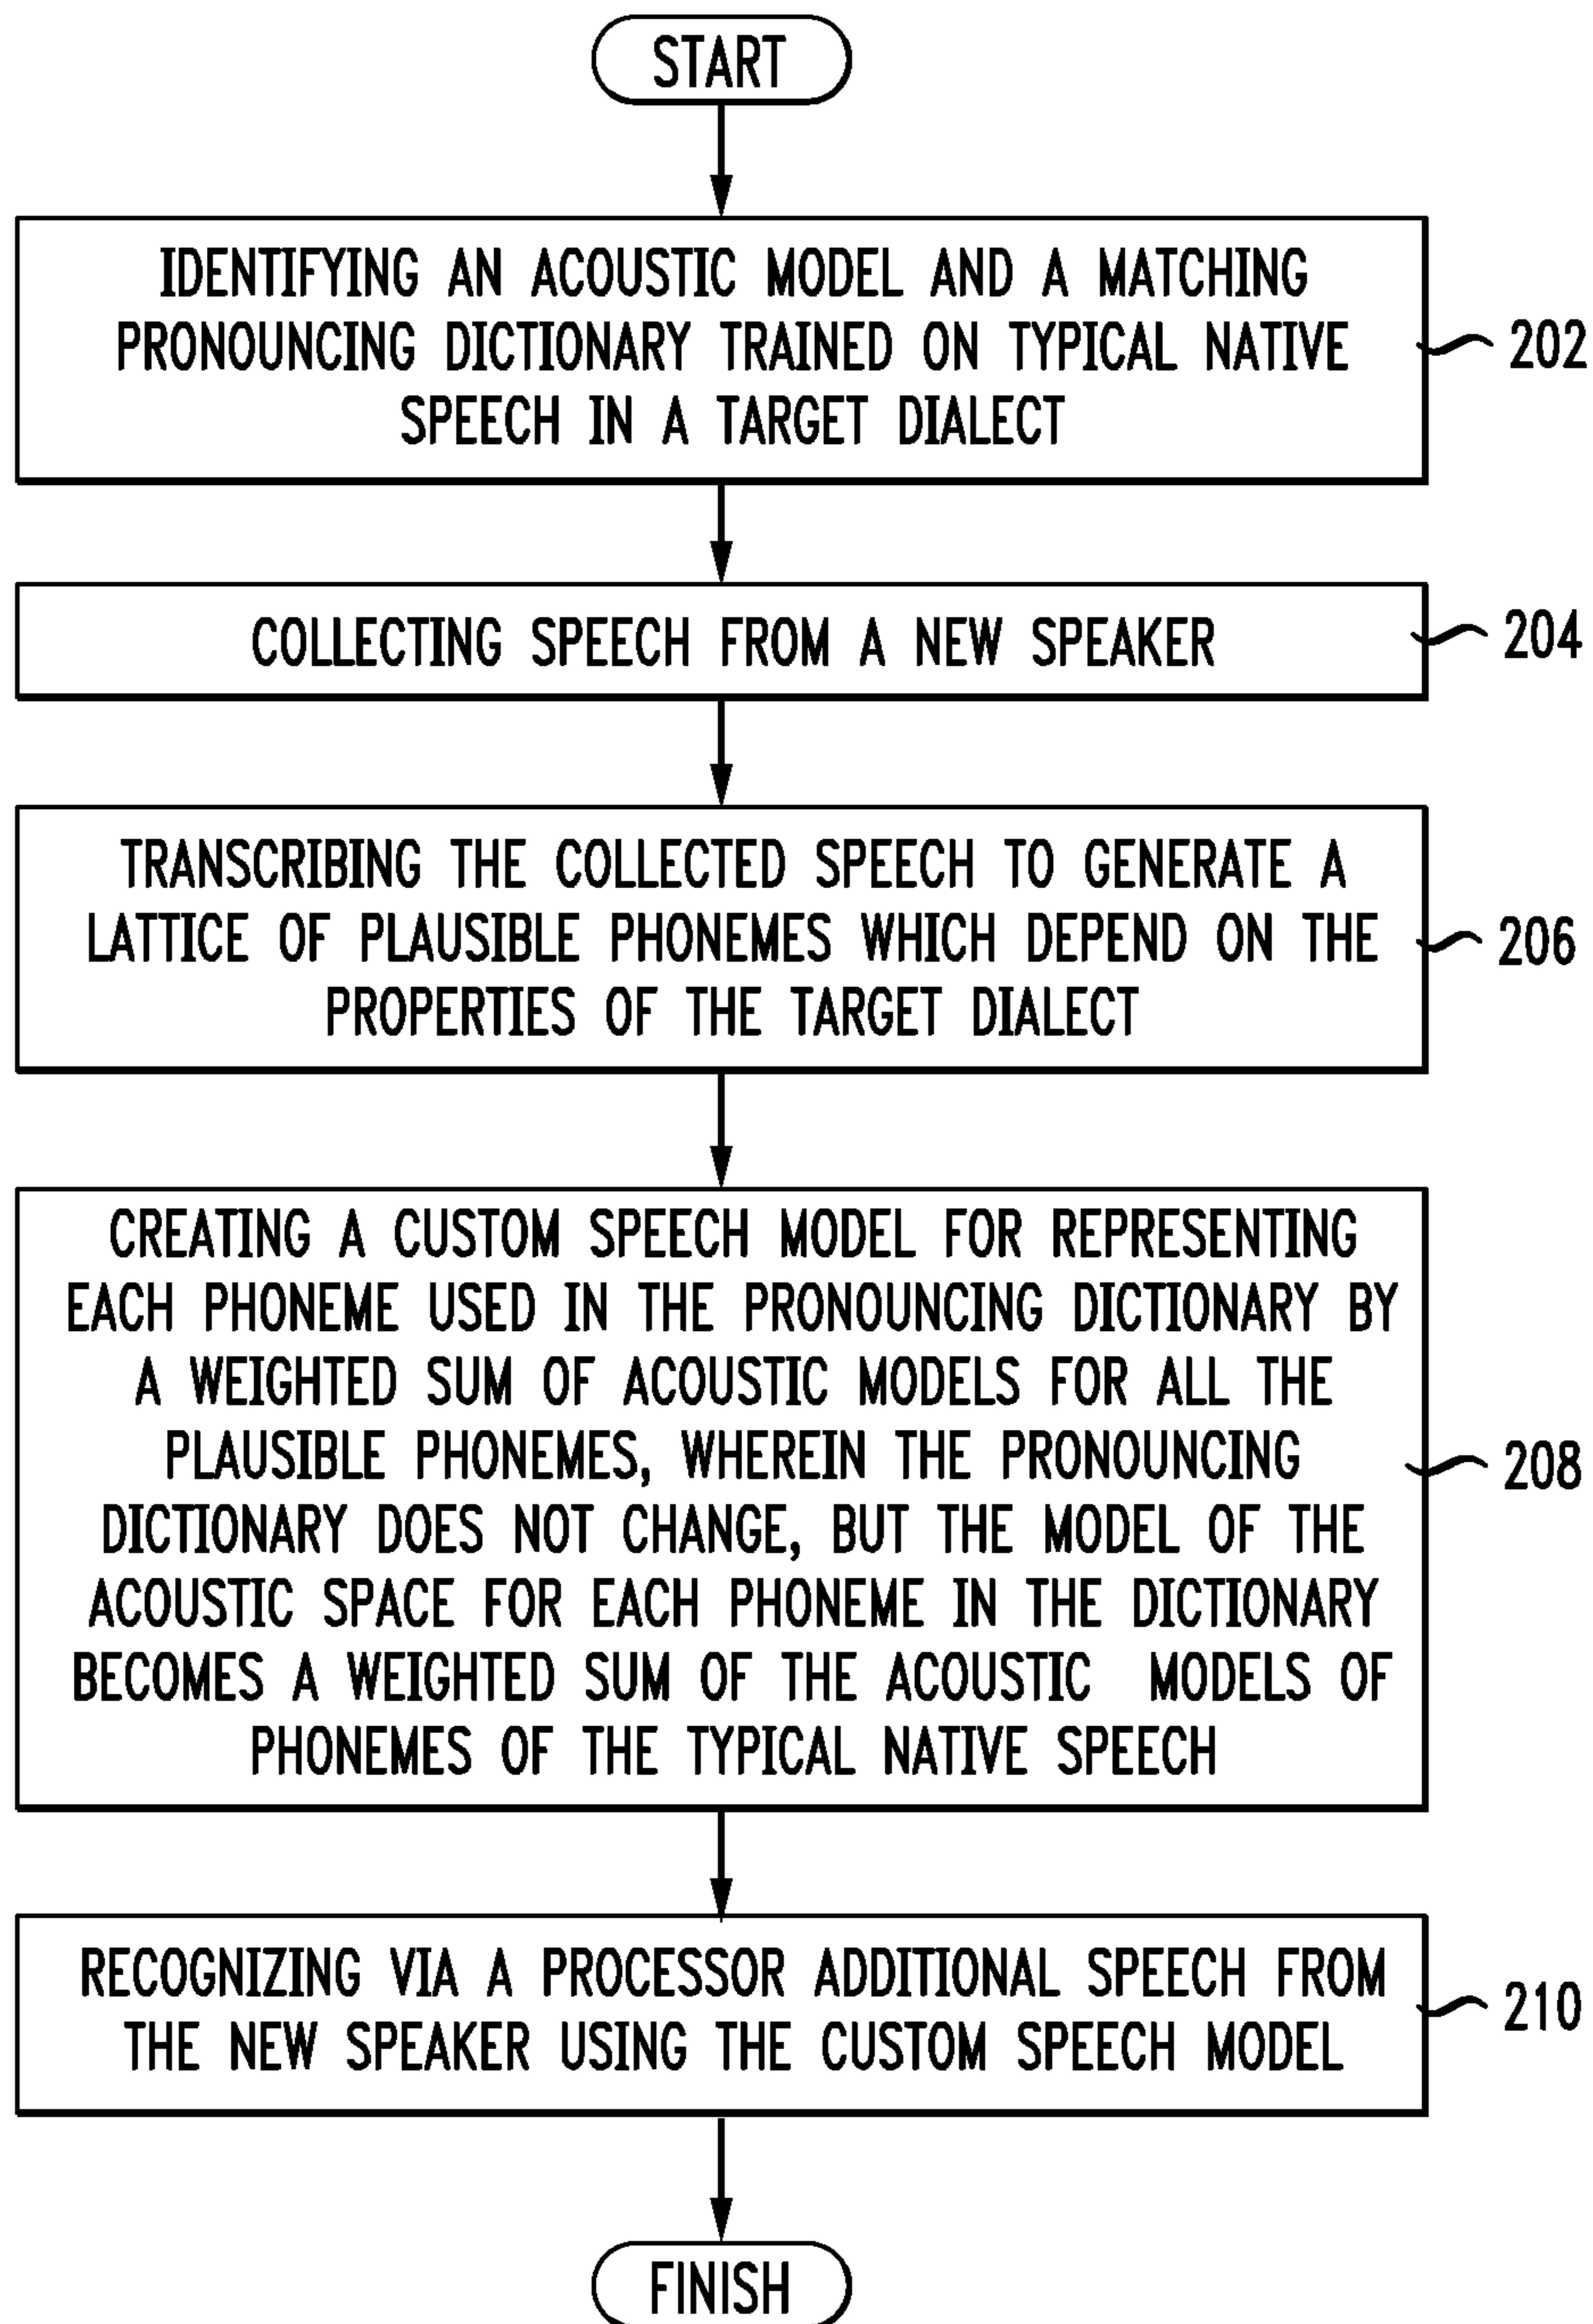 START
IDENTIFYING AN ACOUSTIC MODEL AND A MATCHING
PRONOUNCING DICTIONARY TRAINED ON TYPICAL NATIVE
SPEECH IN A TARGET DIALECT
202
COLLECTING SPEECH FROM A NEW SPEAKER
204
TRANSCRIBING THE COLLECTED SPEECH TO GENERATE A
LATTICE OF PLAUSIBLE PHONEMES WHICH DEPEND ON THE
PROPERTIES OF THE TARGET DIALECT
206
CREATING A CUSTOM SPEECH MODEL FOR REPRESENTING
EACH PHONEME USED IN THE PRONOUNCING DICTIONARY BY
A WEIGHTED SUM OF ACOUSTIC MODELS FOR ALL THE
PLAUSIBLE PHONEMES, WHEREIN THE PRONOUNCING
DICTIONARY DOES NOT CHANGE, BUT THE MODEL OF THE
ACOUSTIC SPACE FOR EACH PHONEME IN THE DICTIONARY
BECOMES A WEIGHTED SUM OF THE ACOUSTIC MODELS OF
PHONEMES OF THE TYPICAL NATIVE SPEECH
208
RECOGNIZING VIA A PROCESSOR ADDITIONAL SPEECH FROM
THE NEW SPEAKER USING THE CUSTOM SPEECH MODEL
210
FINISH